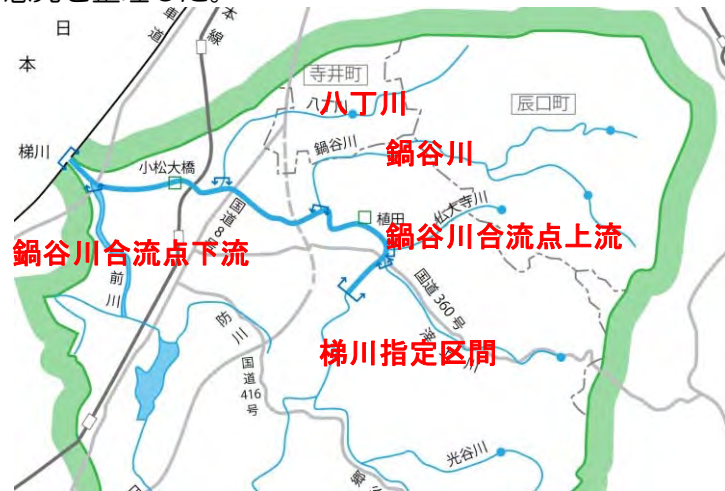 日
本
本
線
寺井町
八丁川
辰口町
鍋谷川
鍋谷川
梯川
小松大橋
国道8号
植田
仏大寺川
鍋谷川合流点上流
鍋谷川合流点下流
前川
国道360号
防川
梯川指定区間
国道416号
光谷川
郷